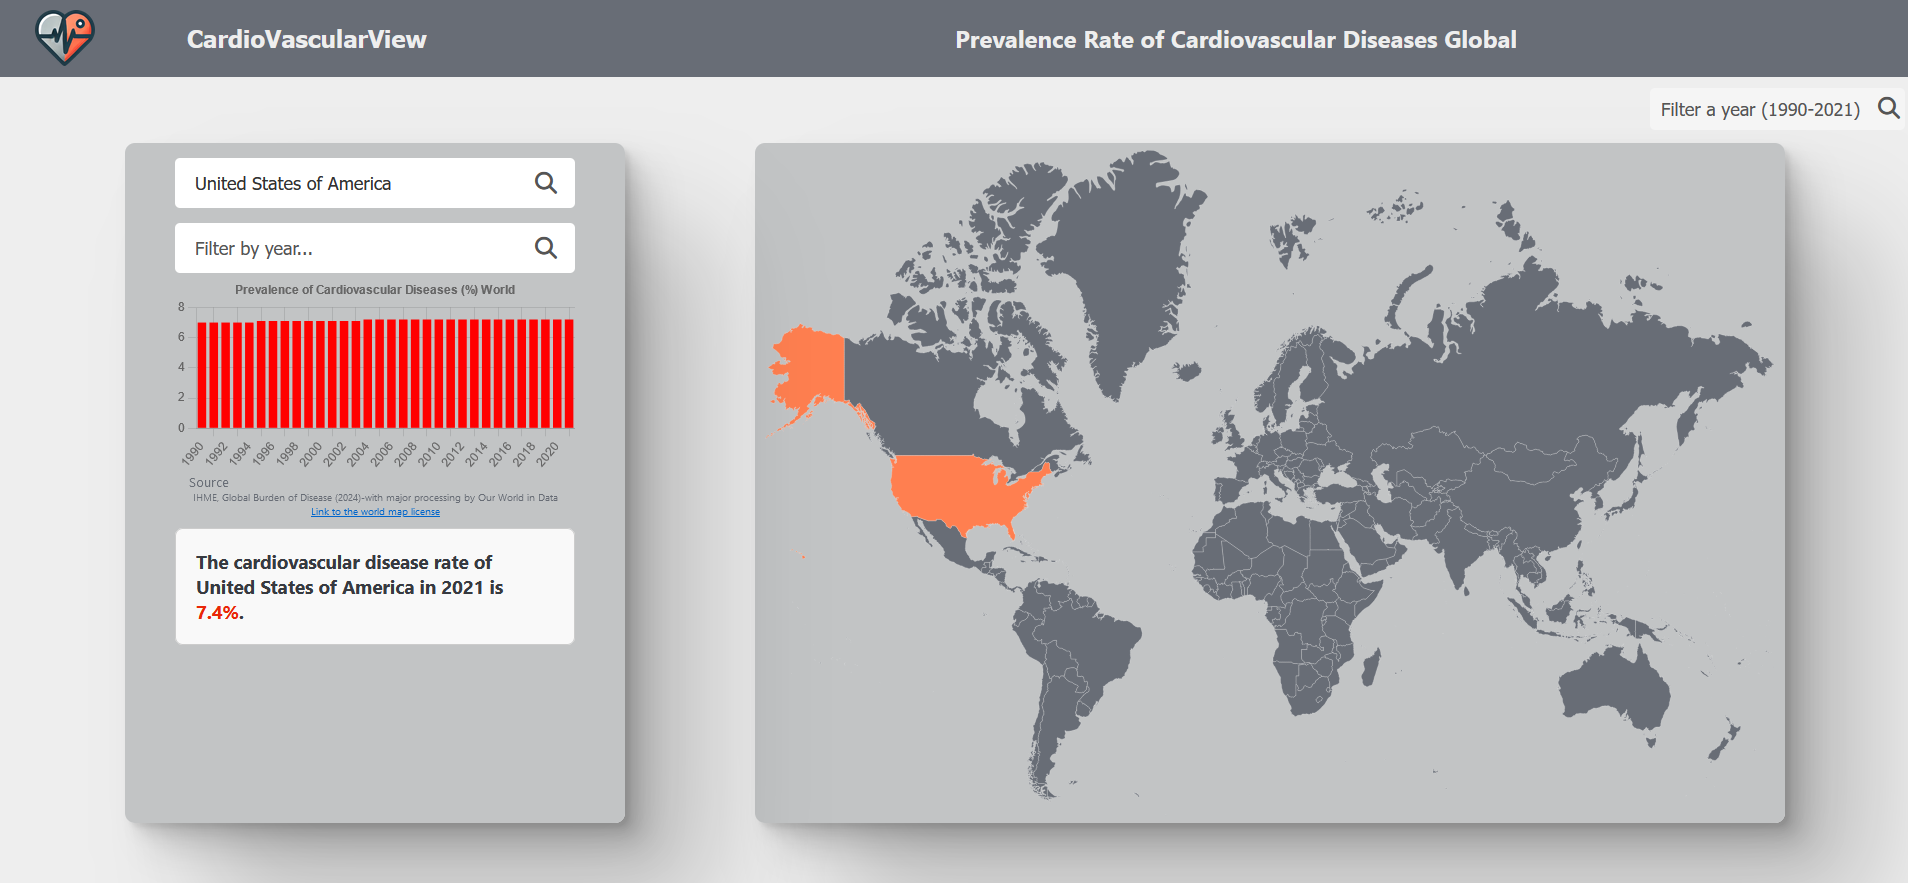 CardioVascularView
Prevalence Rate of Cardiovascular Diseases Global
Filter a year (1990-2021)
United States of America
Filter by year...
Prevalence of Cardiovascular Diseases (%) World
8
6
4
2
0
1990 1992 1994 1996 1998 2000 2002 2004 2006 2008 2010 2012 2014 2016 2018 2020
Source
IHME, Global Burden of Disease (2024)-with major processing by Our World in Data
Link to the world map license
The cardiovascular disease rate of
United States of America in 2021 is
7.4%.